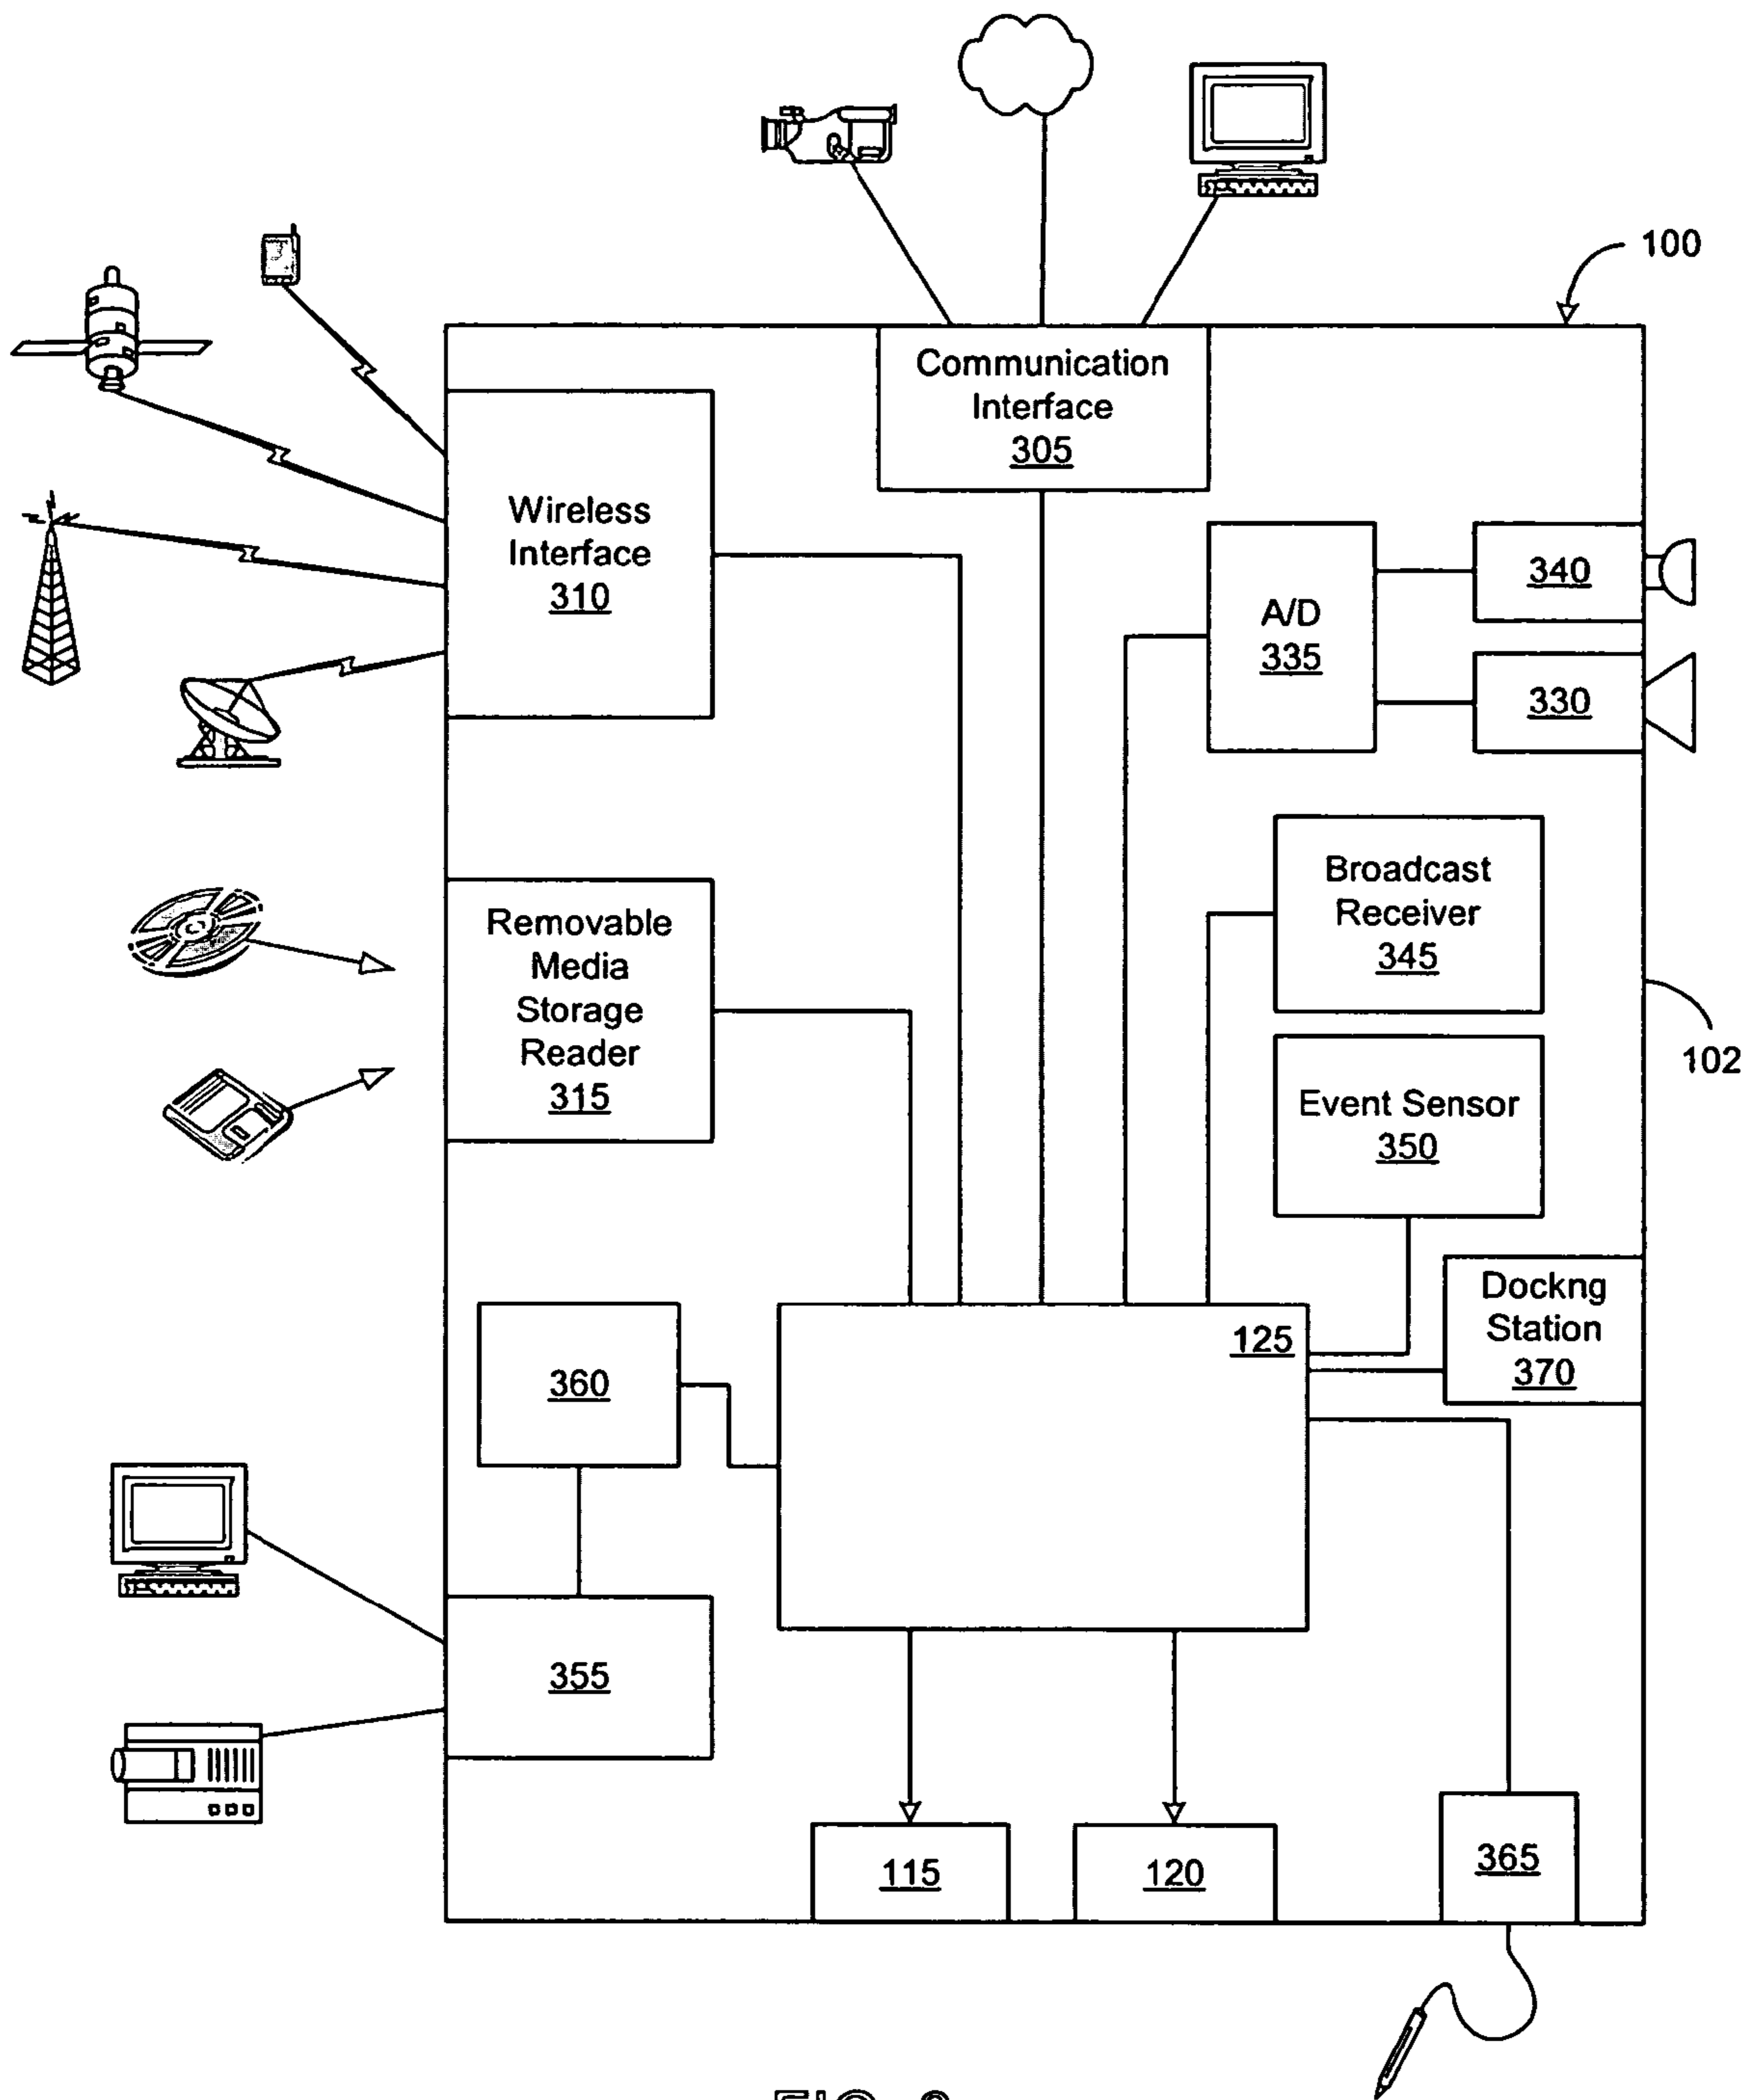 100
Communication
Interface
305
Wireless
Interface
310
A/D
335
340
330
Broadcast
Receiver
345
Removable
Media
Storage
Reader
315
102
Event Sensor
350
Dockng
Station
370
125
360
355
115
120
365